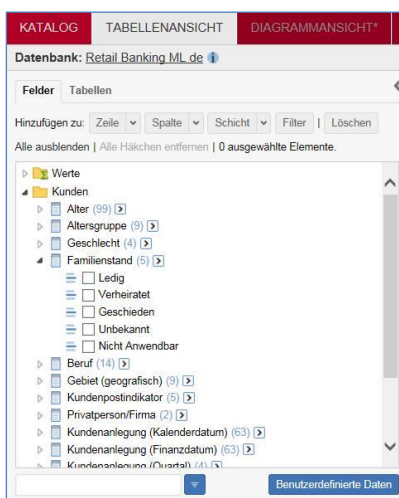 KATALOG TABELLENANSICHT DIAGRAMMANSICHT*
Datenbank: Retail Banking ML de i
Felder Tabellen
Hinzufügen zu: Zeile Spalte Schicht Filter | Löschen
Alle ausblenden | Alle Häkchen entfernen | 0 ausgewählte Elemente.
Werte
Kunden
Alter (99)
Altersgruppe (9)
Geschlecht (4)
Familienstand (5)
Ledig
Verheiratet
Geschieden
Unbekannt
Nicht Anwendbar
Beruf (14)
Gebiet (geografisch) (9)
Kundenpostindikator (5)
Privatperson/Firma (2)
Kundenanlegung (Kalenderdatum) (63)
Kundenanlegung (Finanzdatum) (63)
Kundenanlegung (Quartal) (4)
Benutzerdefinierte Daten